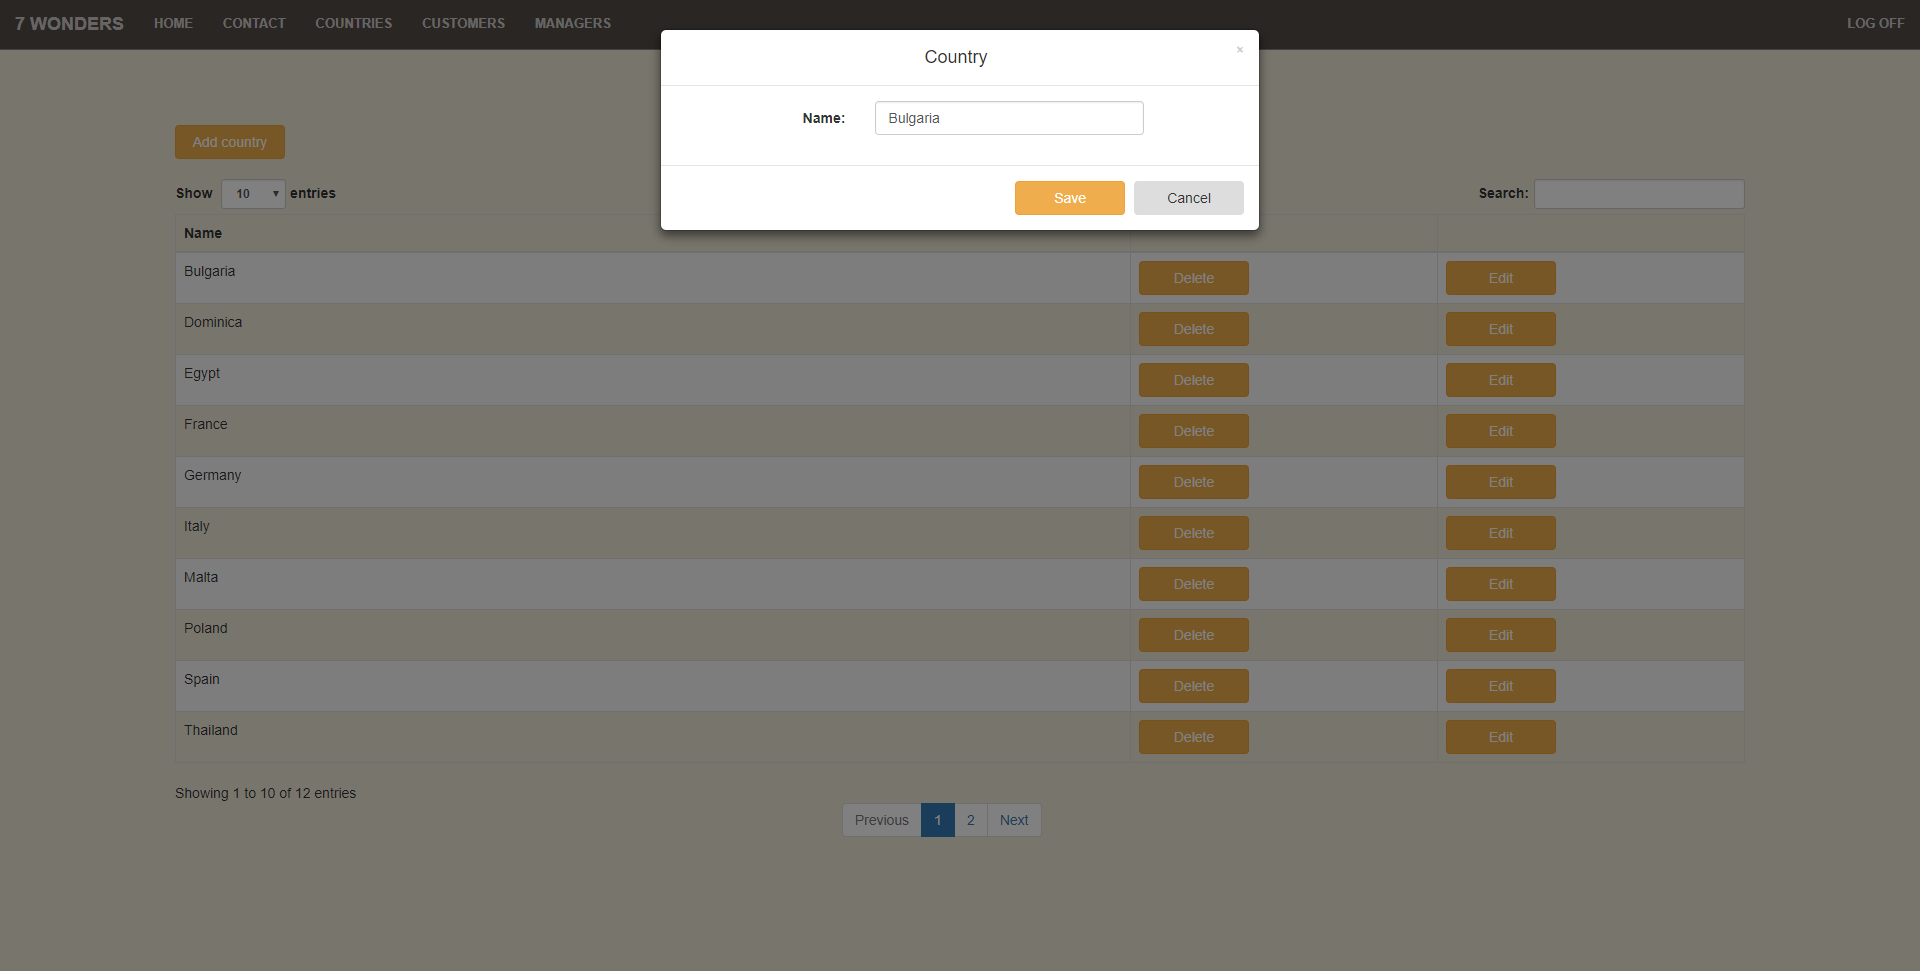 7 WONDERS HOME CONTACT COUNTRIES CUSTOMERS MANAGERS LOG OFF
Country ×
Name: Bulgaria
Save Cancel
Add country
Show 10 entries Search:
Name
Bulgaria Delete Edit
Dominica Delete Edit
Egypt Delete Edit
France Delete Edit
Germany Delete Edit
Italy Delete Edit
Malta Delete Edit
Poland Delete Edit
Spain Delete Edit
Thailand Delete Edit
Showing 1 to 10 of 12 entries
Previous 1 2 Next